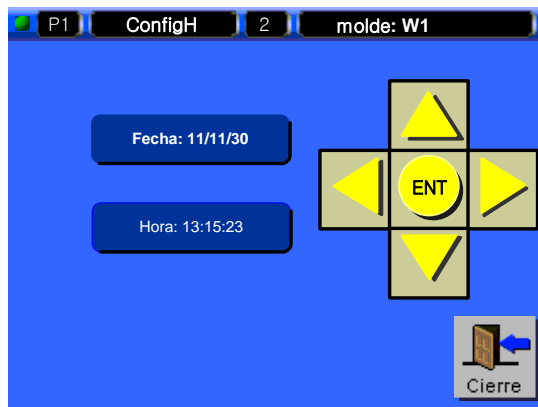 P1 ConfigH 2 molde: W1
Fecha: 11/11/30
ENT
Hora: 13:15:23
Cierre